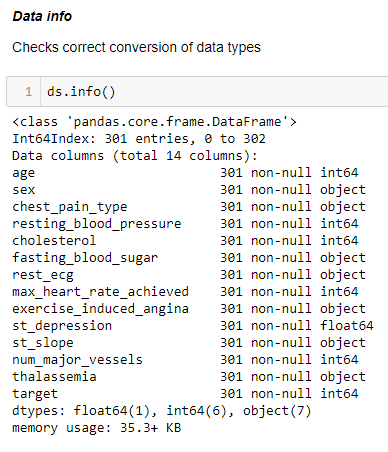 Data info
Checks correct conversion of data types
1 ds.info()
<class 'pandas.core.frame.DataFrame'>
Int64Index: 301 entries, 0 to 302
Data columns (total 14 columns):
age                        301 non-null int64
sex                        301 non-null object
chest_pain_type            301 non-null object
resting_blood_pressure     301 non-null int64
cholesterol                301 non-null int64
fasting_blood_sugar        301 non-null object
rest_ecg                   301 non-null object
max_heart_rate_achieved    301 non-null int64
exercise_induced_angina    301 non-null object
st_depression              301 non-null float64
st_slope                   301 non-null object
num_major_vessels          301 non-null int64
thalassemia                301 non-null object
target                     301 non-null int64
dtypes: float64(1), int64(6), object(7)
memory usage: 35.3+ KB